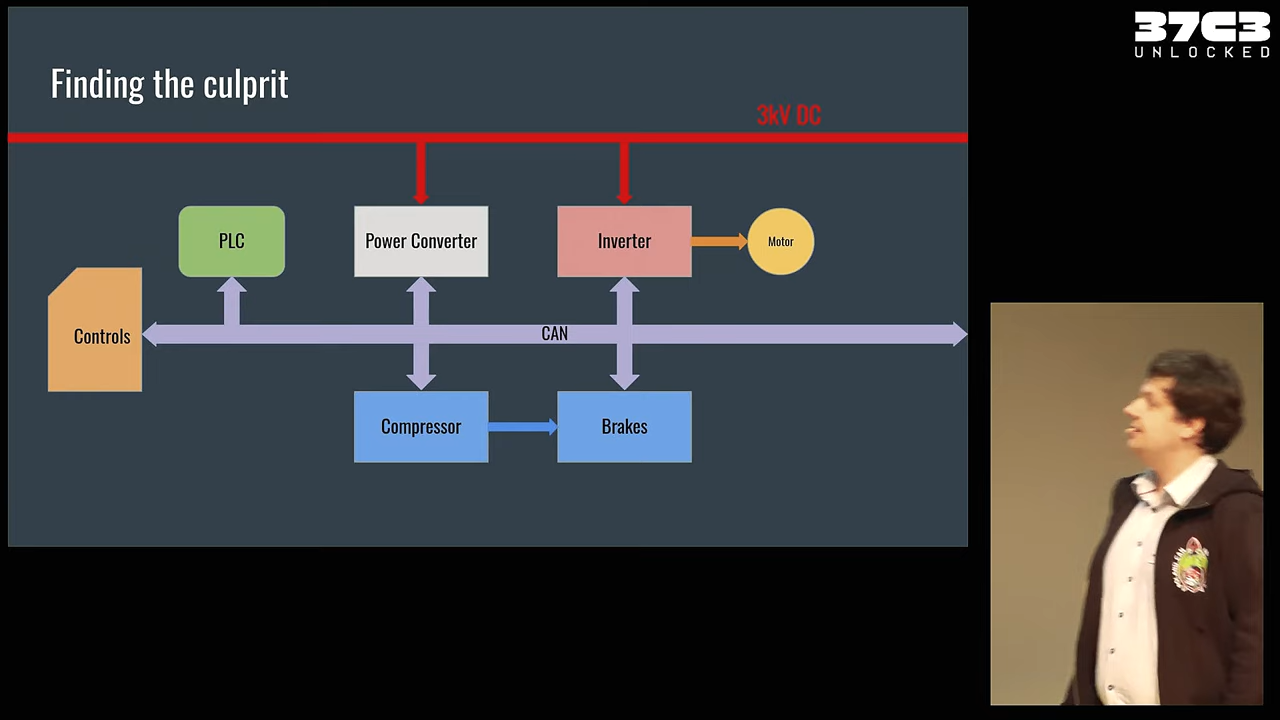 37C3
UNLOCKED
Finding the culprit
3kV DC
PLC
Power Converter
Inverter
Motor
Controls
CAN
Compressor
Brakes